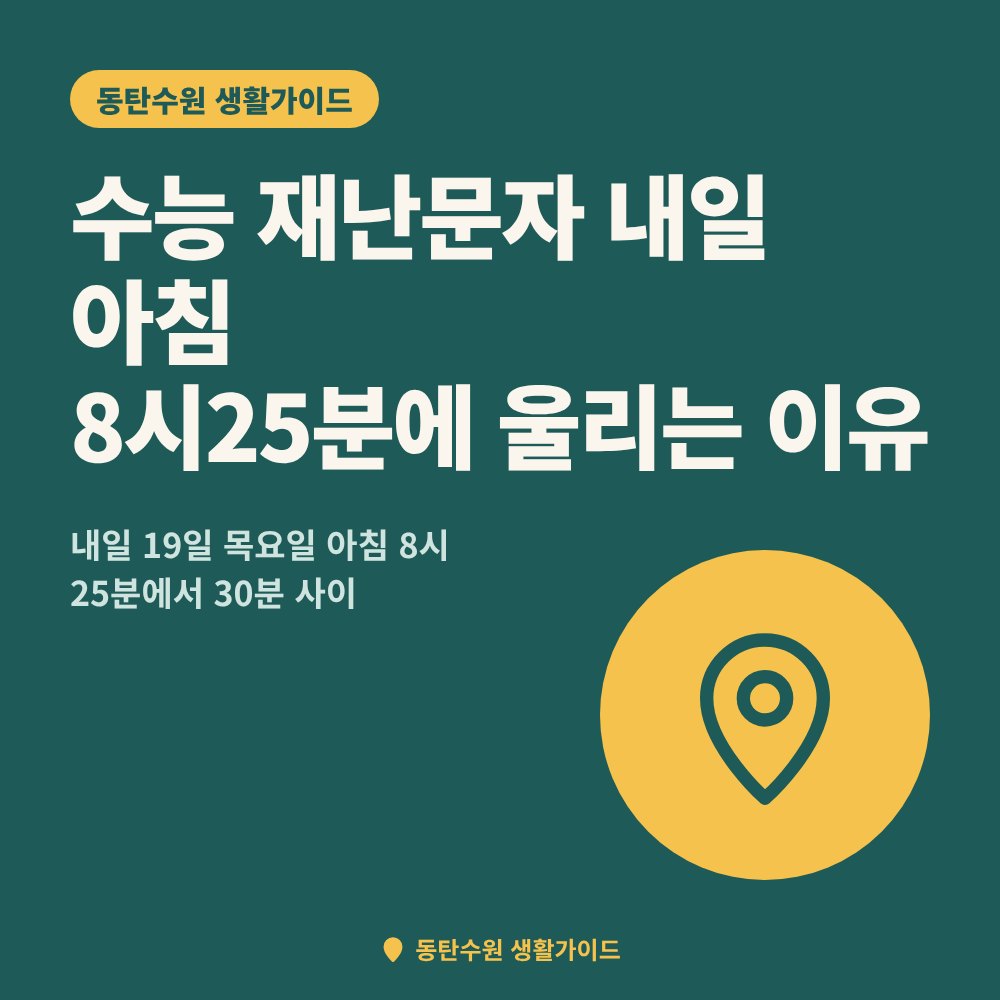 동탄수원 생활가이드
수능 재난문자 내일
아침
8시25분에 울리는 이유
내일 19일 목요일 아침 8시
25분에서 30분 사이
동탄수원 생활가이드